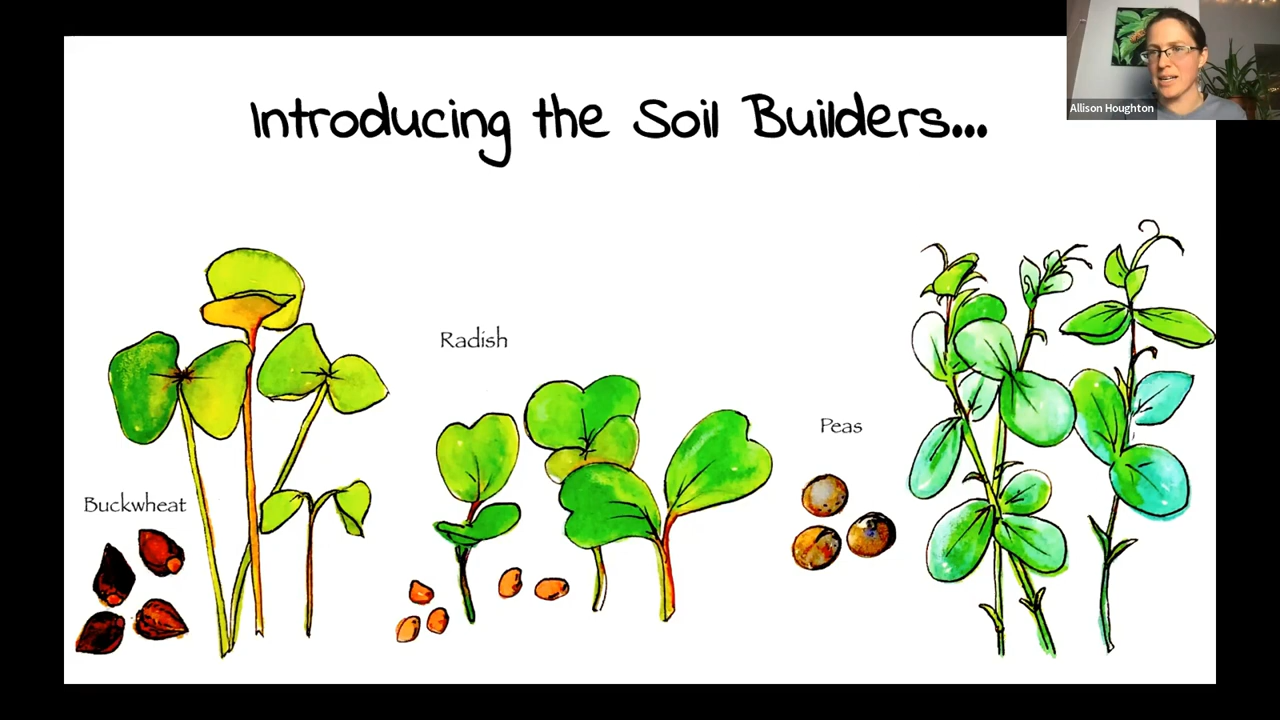 Allison Houghton
Introducing the Soil Builders...
Radish
Peas
Buckwheat